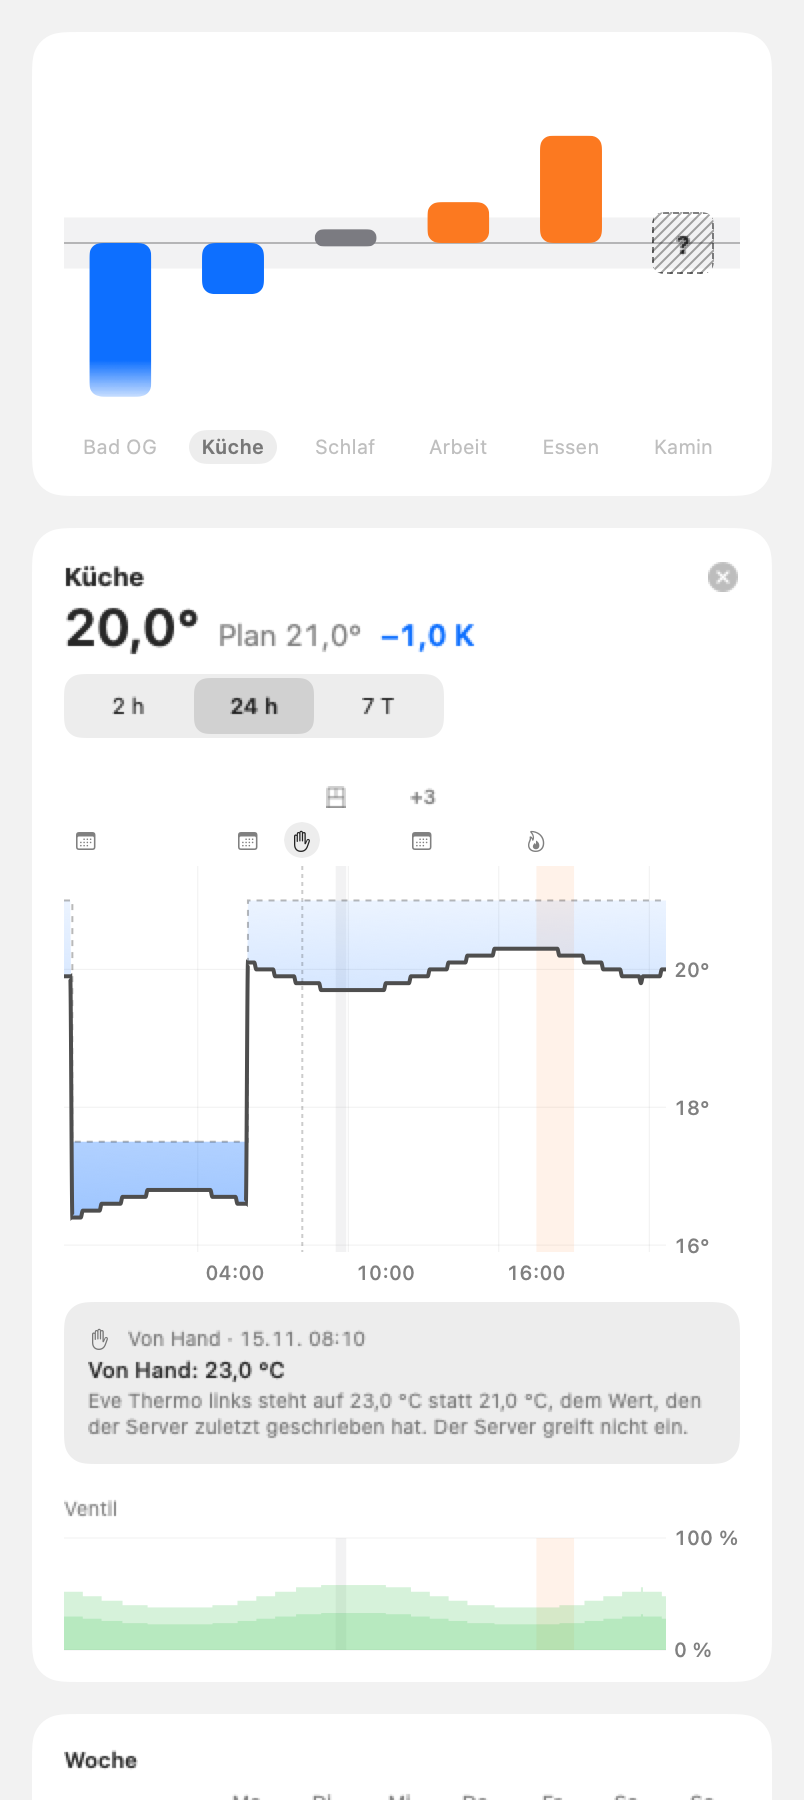 ?
Bad OG Küche Schlaf Arbeit Essen Kamin
Küche
20,0° Plan 21,0° −1,0 K
2 h 24 h 7 T
+3
20°
18°
16°
04:00 10:00 16:00
Von Hand · 15.11. 08:10
Von Hand: 23,0 °C
Eve Thermo links steht auf 23,0 °C statt 21,0 °C, dem Wert, den
der Server zuletzt geschrieben hat. Der Server greift nicht ein.
Ventil
100 %
0 %
Woche